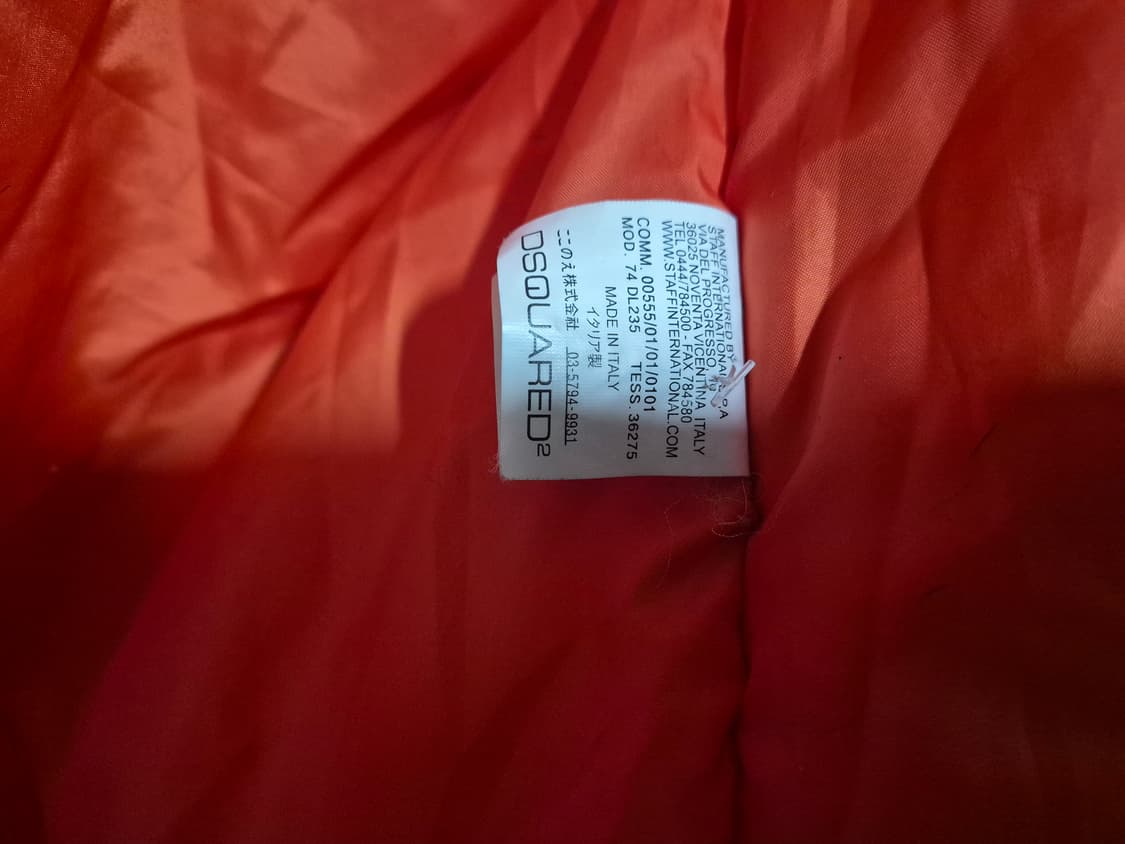 MANUFACTURED BY
STAFF INTERNATIONAL S.P.A
VIA DEL PROGRESSO,
36025 NOVENTA VICENTINA ITALY
TEL 0444/784500 - FAX 784580
WWW.STAFFINTERNATIONAL.COM
COMM. 00555/01/01/0101
MOD. 74 DL235 TESS. 36275
MADE IN ITALY
イタリア製
ここのえ株式会社 03-5794-9931
DSQUARED2